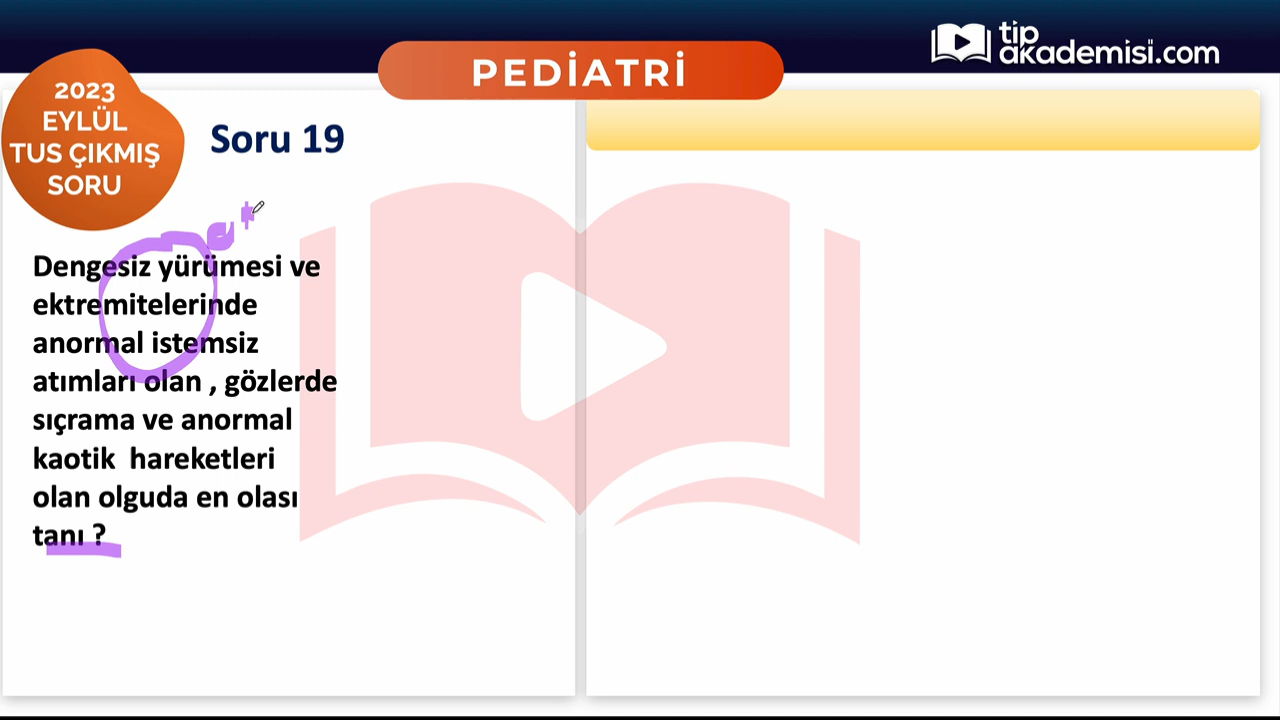 tıp
akademisi.com
PEDİATRİ
2023
EYLÜL
TUS ÇIKMIŞ
SORU
Soru 19
Dengesiz yürümesi ve
ektremitelerinde
anormal istemsiz
atımları olan , gözlerde
sıçrama ve anormal
kaotik hareketleri
olan olguda en olası
tanı ?